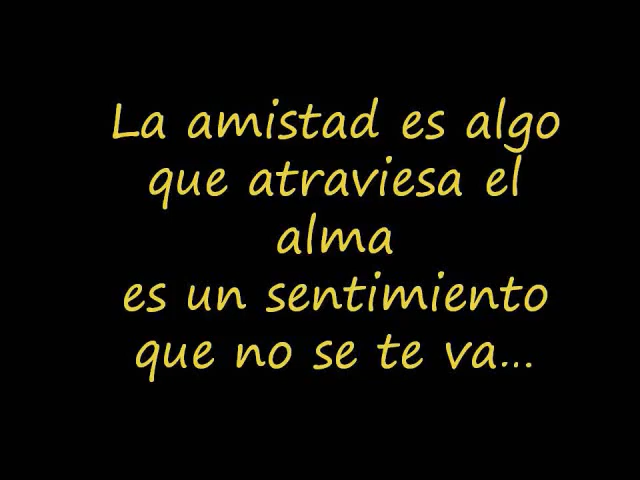 La amistad es algo
que atraviesa el
alma
es un sentimiento
que no se te va...